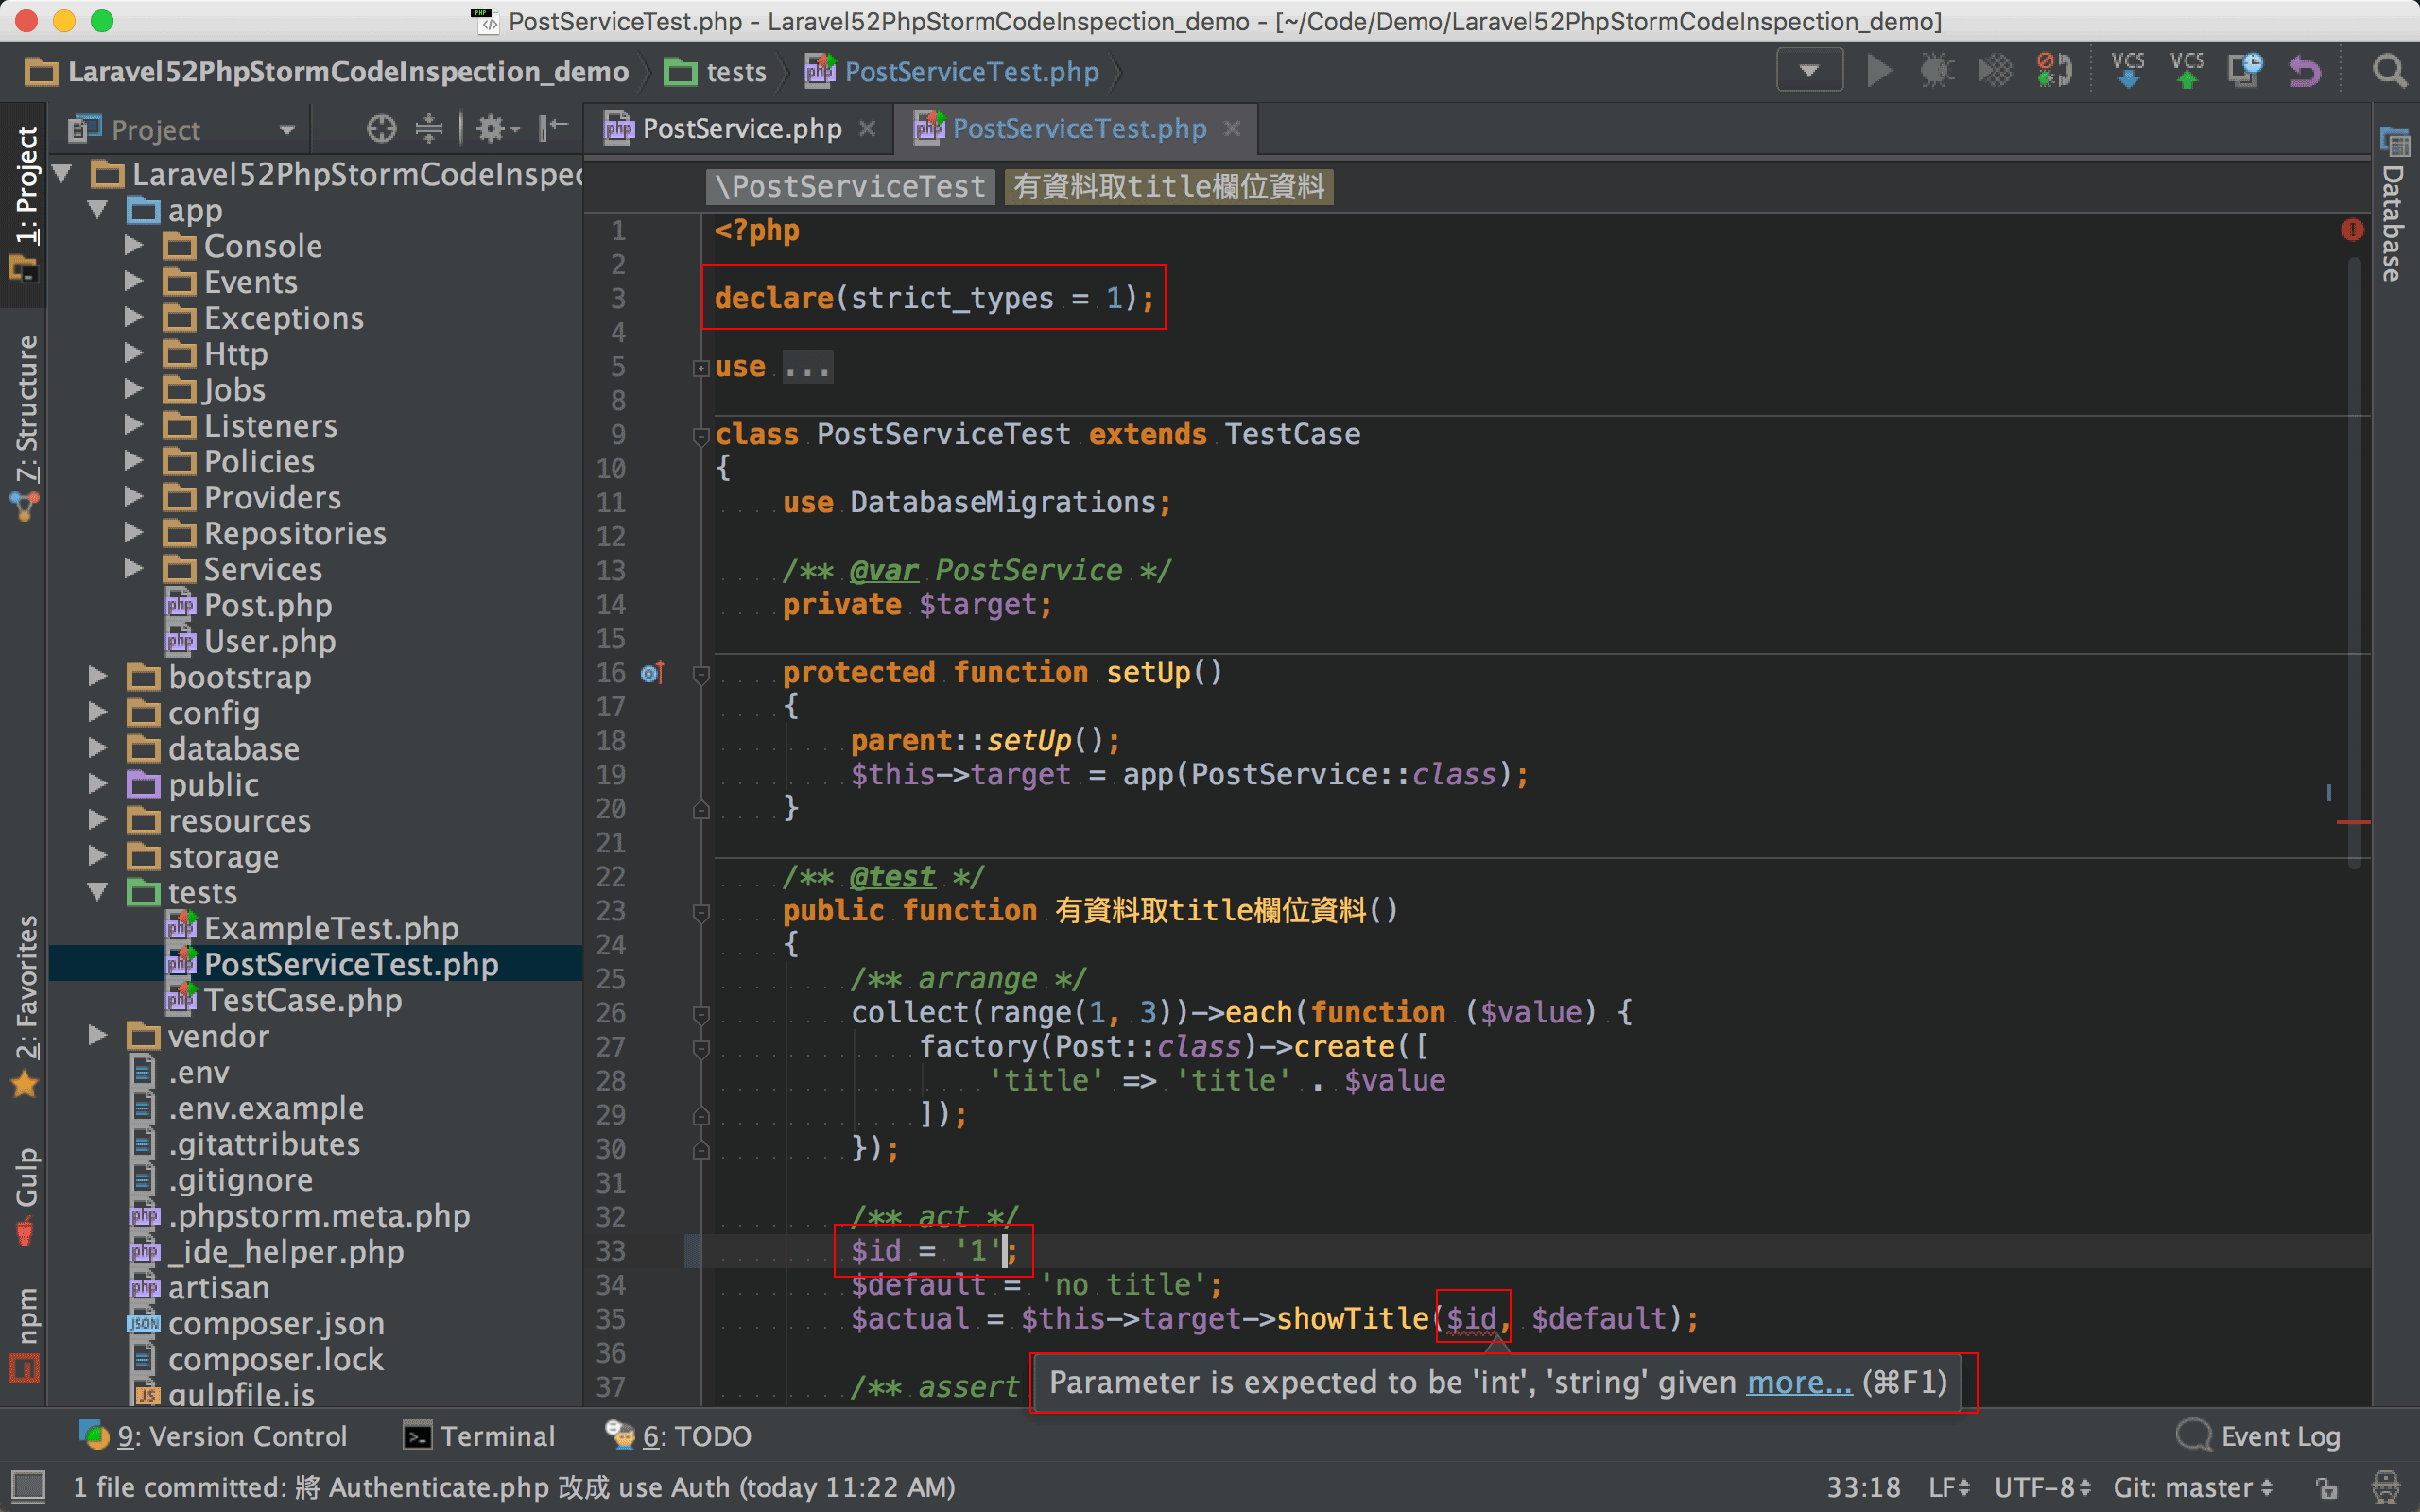 PostServiceTest.php - Laravel52PhpStormCodeInspection_demo - [~/Code/Demo/Laravel52PhpStormCodeInspection_demo]
Laravel52PhpStormCodeInspection_demo tests PostServiceTest.php VCS VCS
Project PostService.php PostServiceTest.php
1: Project
7: Structure
2: Favorites
Gulp
npm
Database
Laravel52PhpStormCodeInspec
app
Console
Events
Exceptions
Http
Jobs
Listeners
Policies
Providers
Repositories
Services
Post.php
User.php
bootstrap
config
database
public
resources
storage
tests
ExampleTest.php
PostServiceTest.php
TestCase.php
vendor
.env
.env.example
.gitattributes
.gitignore
.phpstorm.meta.php
_ide_helper.php
artisan
composer.json
composer.lock
gulpfile.js
\PostServiceTest 有資料取title欄位資料
1 <?php
2
3 declare(strict_types = 1);
4
5 use ...
8
9 class PostServiceTest extends TestCase
10 {
11 use DatabaseMigrations;
12
13 /** @var PostService */
14 private $target;
15
16 protected function setUp()
17 {
18 parent::setUp();
19 $this->target = app(PostService::class);
20 }
21
22 /** @test */
23 public function 有資料取title欄位資料()
24 {
25 /** arrange */
26 collect(range(1, 3))->each(function ($value) {
27 factory(Post::class)->create([
28 'title' => 'title' . $value
29 ]);
30 });
31
32 /** act */
33 $id = '1';
34 $default = 'no title';
35 $actual = $this->target->showTitle($id, $default);
36
37 /** assert
Parameter is expected to be 'int', 'string' given more... (⌘F1)
9: Version Control Terminal 6: TODO Event Log
1 file committed: 將 Authenticate.php 改成 use Auth (today 11:22 AM) 33:18 LF UTF-8 Git: master